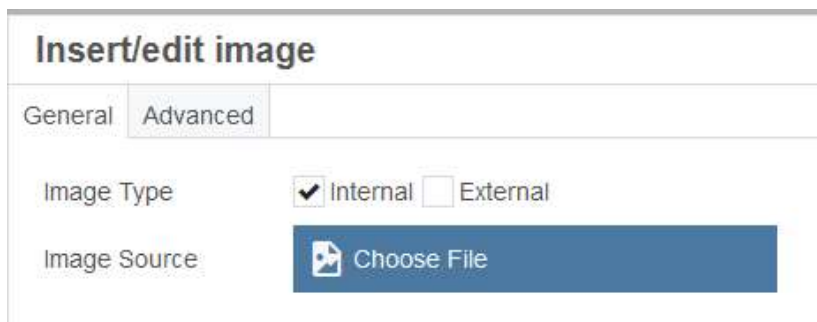 Insert/edit image
General Advanced
Image Type Internal External
Image Source Choose File